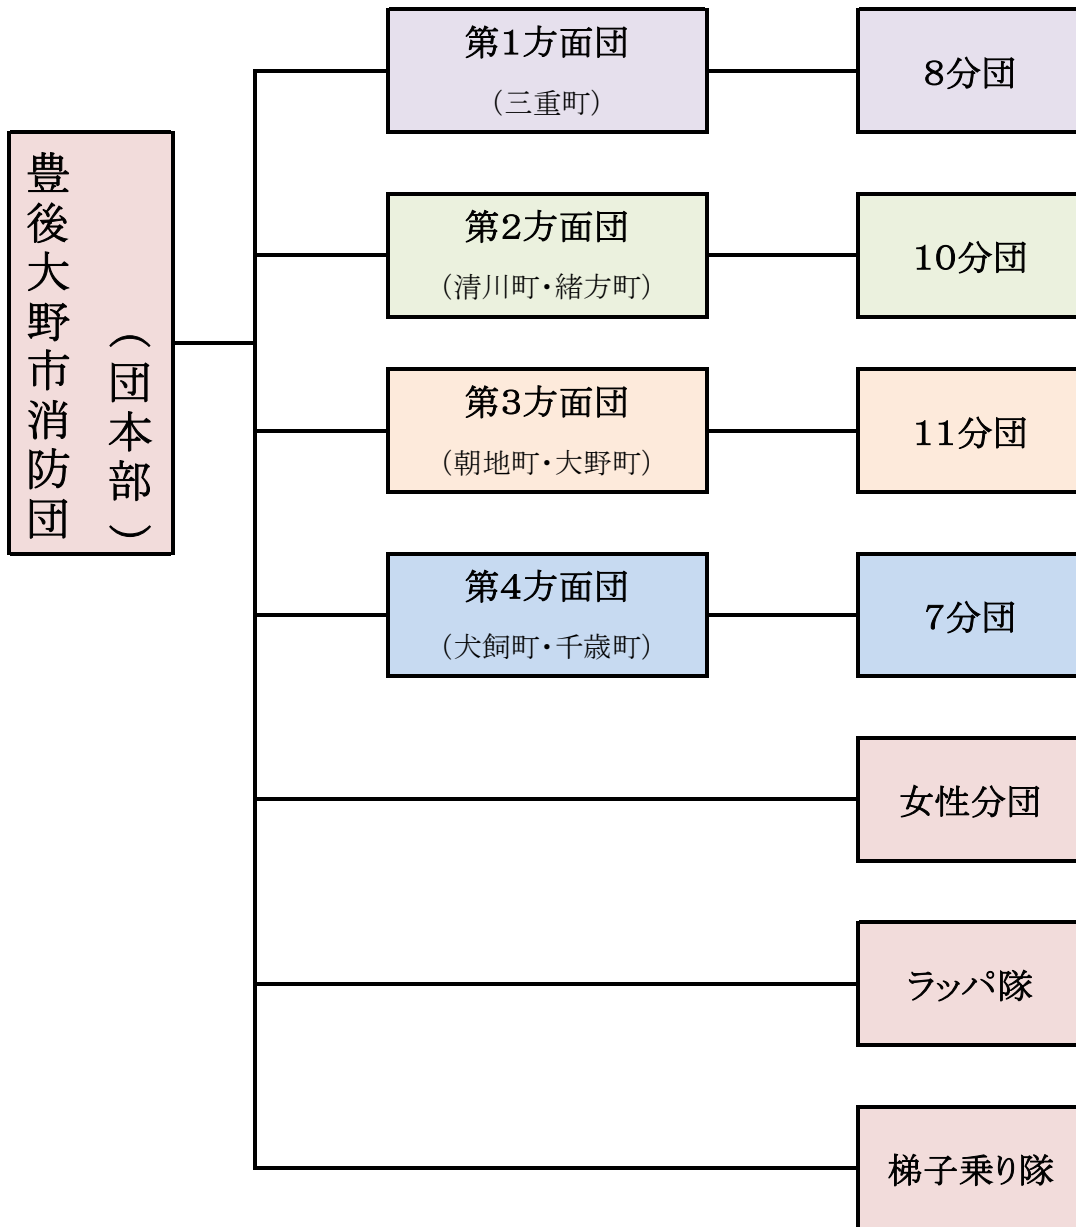 豊後大野市消防団
（団本部）
第1方面団
（三重町）
8分団
第2方面団
（清川町・緒方町）
10分団
第3方面団
（朝地町・大野町）
11分団
第4方面団
（犬飼町・千歳町）
7分団
女性分団
ラッパ隊
梯子乗り隊